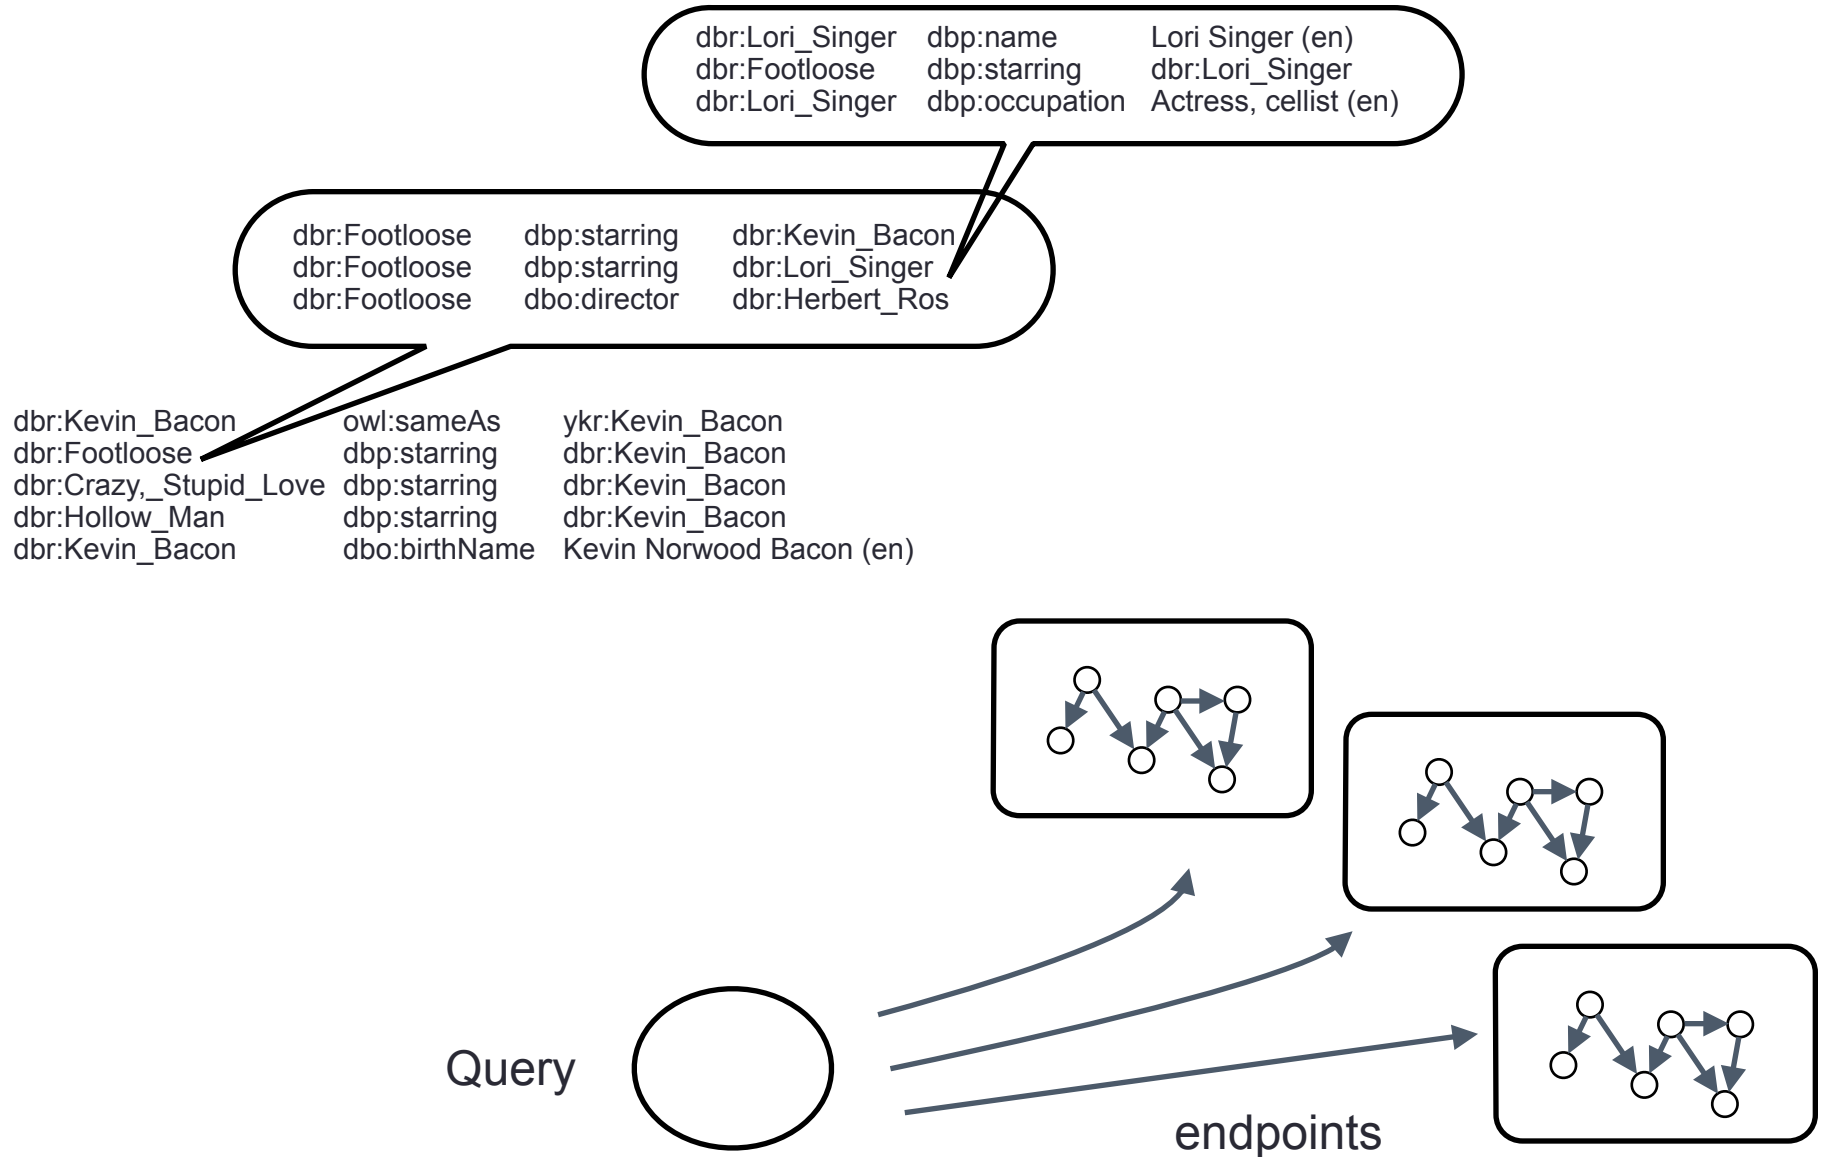 dbr:Lori_Singer dbp:name Lori Singer (en)
dbr:Footloose dbp:starring dbr:Lori_Singer
dbr:Lori_Singer dbp:occupation Actress, cellist (en)
dbr:Footloose dbp:starring dbr:Kevin_Bacon
dbr:Footloose dbp:starring dbr:Lori_Singer
dbr:Footloose dbo:director dbr:Herbert_Ros
dbr:Kevin_Bacon owl:sameAs ykr:Kevin_Bacon
dbr:Footloose dbp:starring dbr:Kevin_Bacon
dbr:Crazy,_Stupid_Love dbp:starring dbr:Kevin_Bacon
dbr:Hollow_Man dbp:starring dbr:Kevin_Bacon
dbr:Kevin_Bacon dbo:birthName Kevin Norwood Bacon (en)
Query
endpoints